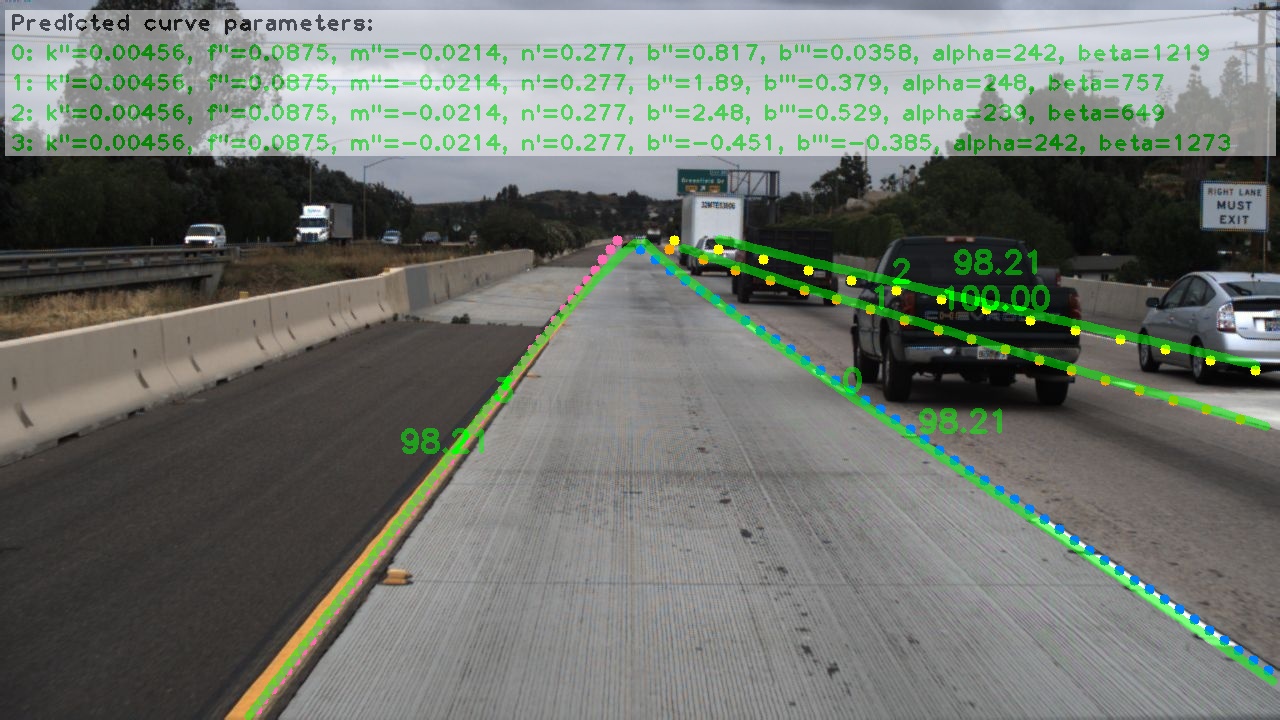 Predicted curve parameters:
0: k''=0.00456, f''=0.0875, m''=−0.0214, n'=0.277, b''=0.817, b'''=0.0358, alpha=242, beta=1219
1: k''=0.00456, f''=0.0875, m''=−0.0214, n'=0.277, b''=1.89, b'''=0.379, alpha=248, beta=757
2: k''=0.00456, f''=0.0875, m''=−0.0214, n'=0.277, b''=2.48, b'''=0.529, alpha=239, beta=649
3: k''=0.00456, f''=0.0875, m''=−0.0214, n'=0.277, b''=−0.451, b'''=−0.385, alpha=242, beta=1273
Greenfield Dr
RIGHT LANE
MUST
EXIT
2 98.21
1 100.00
CHEVROLET
0
98.21
3
98.21